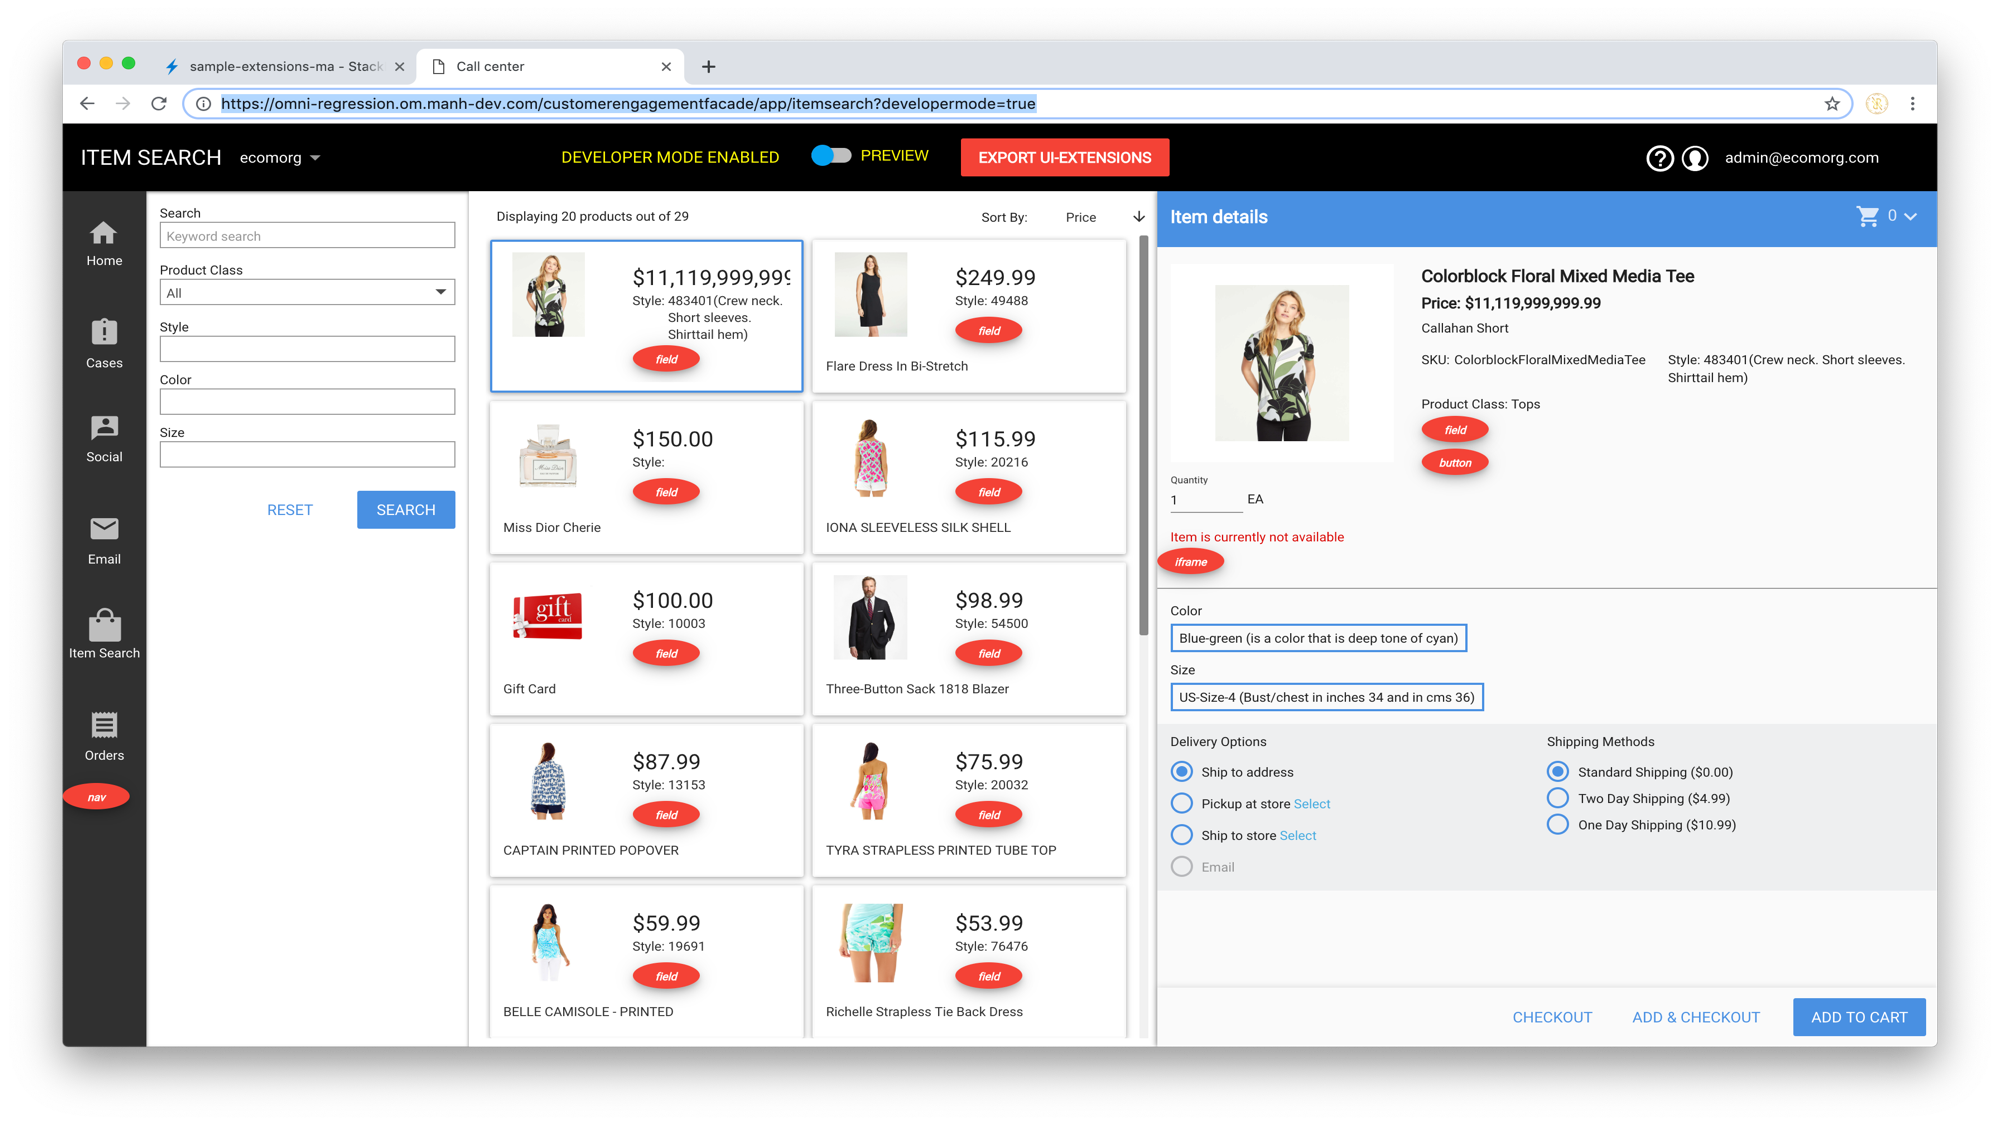 sample-extensions-ma - Stack
Call center
https://omni-regression.om.manh-dev.com/customerengagementfacade/app/itemsearch?developermode=true
ITEM SEARCH
ecomorg
DEVELOPER MODE ENABLED
PREVIEW
EXPORT UI-EXTENSIONS
admin@ecomorg.com
Home
Cases
Social
Email
Item Search
Orders
nav
Search
Keyword search
Product Class
All
Style
Color
Size
RESET
SEARCH
Displaying 20 products out of 29
Sort By:
Price
$11,119,999,999
Style: 483401(Crew neck.
Short sleeves.
Shirttail hem)
field
$249.99
Style: 49488
field
Flare Dress In Bi-Stretch
$150.00
Style:
field
Miss Dior Cherie
$115.99
Style: 20216
field
IONA SLEEVELESS SILK SHELL
gift
card
$100.00
Style: 10003
field
Gift Card
$98.99
Style: 54500
field
Three-Button Sack 1818 Blazer
$87.99
Style: 13153
field
CAPTAIN PRINTED POPOVER
$75.99
Style: 20032
field
TYRA STRAPLESS PRINTED TUBE TOP
$59.99
Style: 19691
field
BELLE CAMISOLE - PRINTED
$53.99
Style: 76476
field
Richelle Strapless Tie Back Dress
Item details
0
Colorblock Floral Mixed Media Tee
Price: $11,119,999,999.99
Callahan Short
SKU: ColorblockFloralMixedMediaTee
Style: 483401(Crew neck. Short sleeves.
Shirttail hem)
Product Class: Tops
field
button
Quantity
1
EA
Item is currently not available
iframe
Color
Blue-green (is a color that is deep tone of cyan)
Size
US-Size-4 (Bust/chest in inches 34 and in cms 36)
Delivery Options
Ship to address
Pickup at store Select
Ship to store Select
Email
Shipping Methods
Standard Shipping ($0.00)
Two Day Shipping ($4.99)
One Day Shipping ($10.99)
CHECKOUT
ADD & CHECKOUT
ADD TO CART